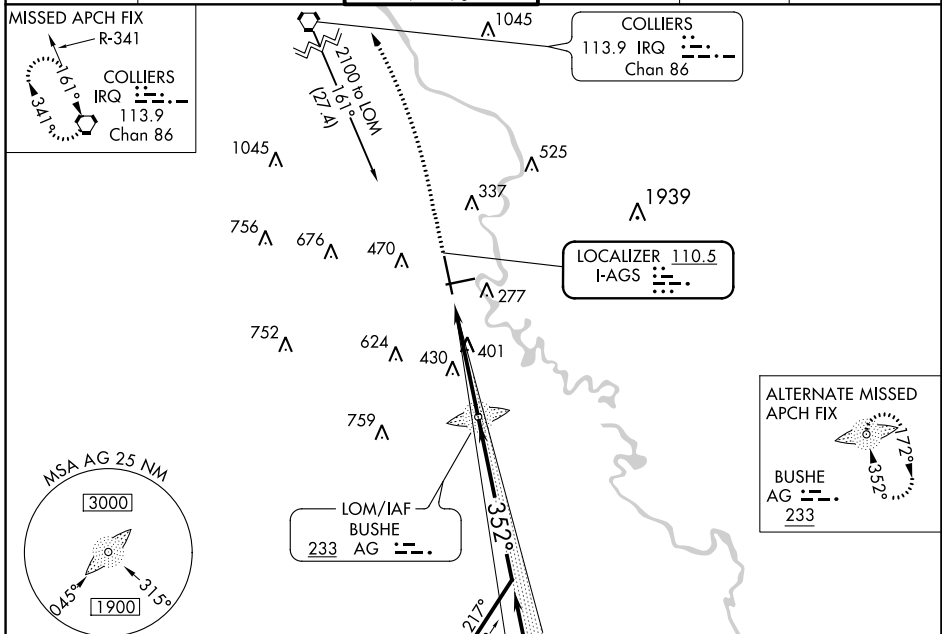 MISSED APCH FIX
R-341
161°
341°
COLLIERS
IRQ
113.9
Chan 86
1045
COLLIERS
113.9 IRQ
Chan 86
2100 to LOM
161°
(27.4)
1045
525
337
1939
756
676
470
LOCALIZER 110.5
I-AGS
277
752
624
430
401
759
ALTERNATE MISSED
APCH FIX
172°
352°
BUSHE
AG
233
MSA AG 25 NM
3000
045°
315°
1900
LOM/IAF
BUSHE
233 AG
352°
217°